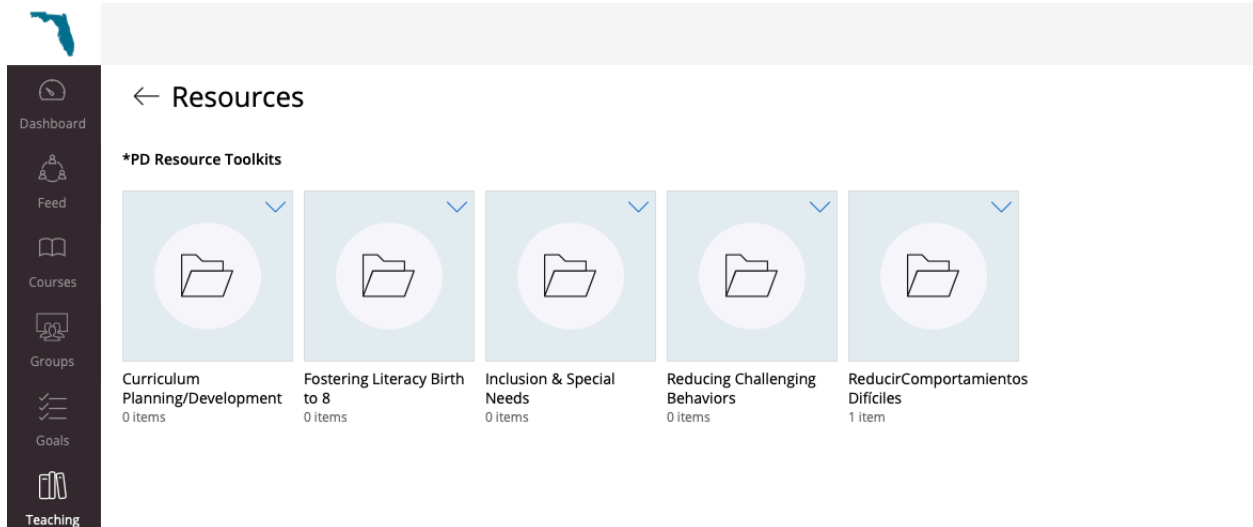 ← Resources
Dashboard
*PD Resource Toolkits
Feed
Courses
Groups
Curriculum
Planning/Development
0 items
Fostering Literacy Birth
to 8
0 items
Inclusion & Special
Needs
0 items
Reducing Challenging
Behaviors
0 items
ReducirComportamientos
Difíciles
1 item
Goals
Teaching